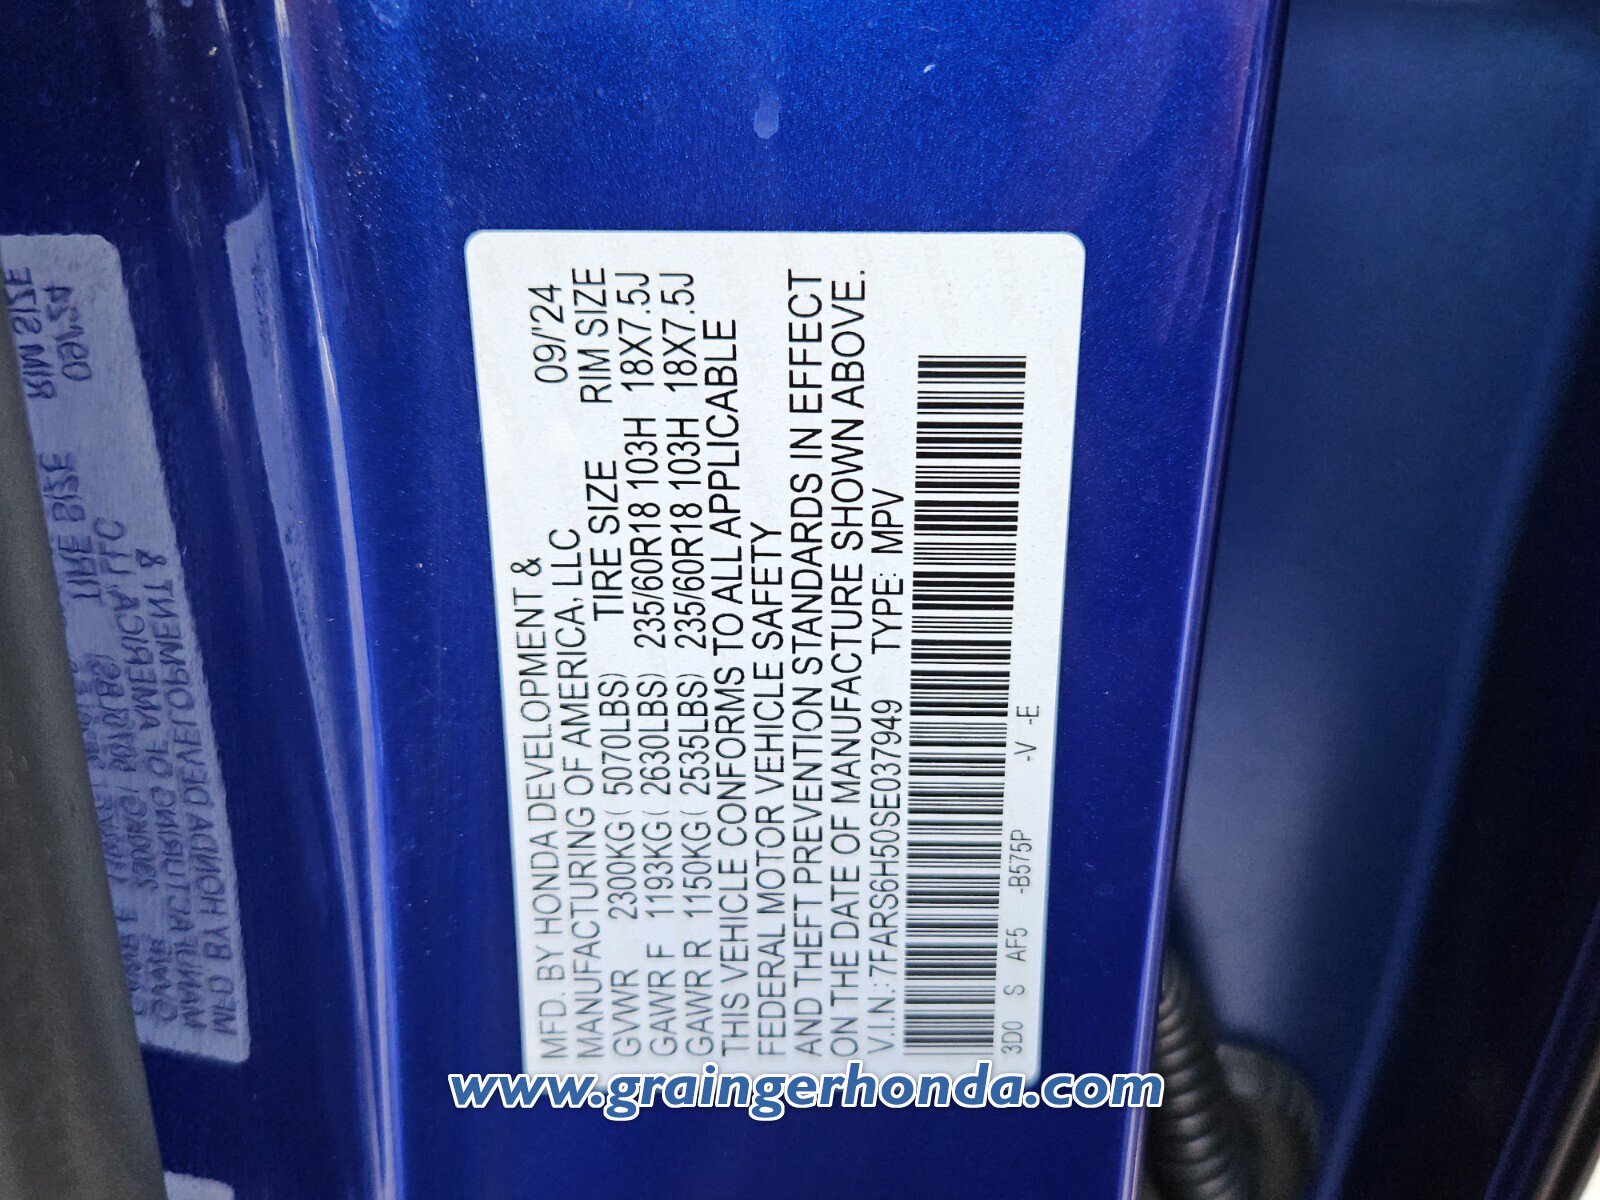 MFD. BY HONDA DEVELOPMENT &
MANUFACTURING OF AMERICA, LLC 09/'24
TIRE SIZE RIM SIZE
GVWR 2300KG( 5070LBS)
GAWR F 1193KG( 2630LBS) 235/60R18 103H 18X7.5J
GAWR R 1150KG( 2535LBS) 235/60R18 103H 18X7.5J
THIS VEHICLE CONFORMS TO ALL APPLICABLE
FEDERAL MOTOR VEHICLE SAFETY
AND THEFT PREVENTION STANDARDS IN EFFECT
ON THE DATE OF MANUFACTURE SHOWN ABOVE.
V.I.N.:7FARS6H50SE037949 TYPE: MPV
3D0 S AF5 -B575P -V -E
www.graingerhonda.com